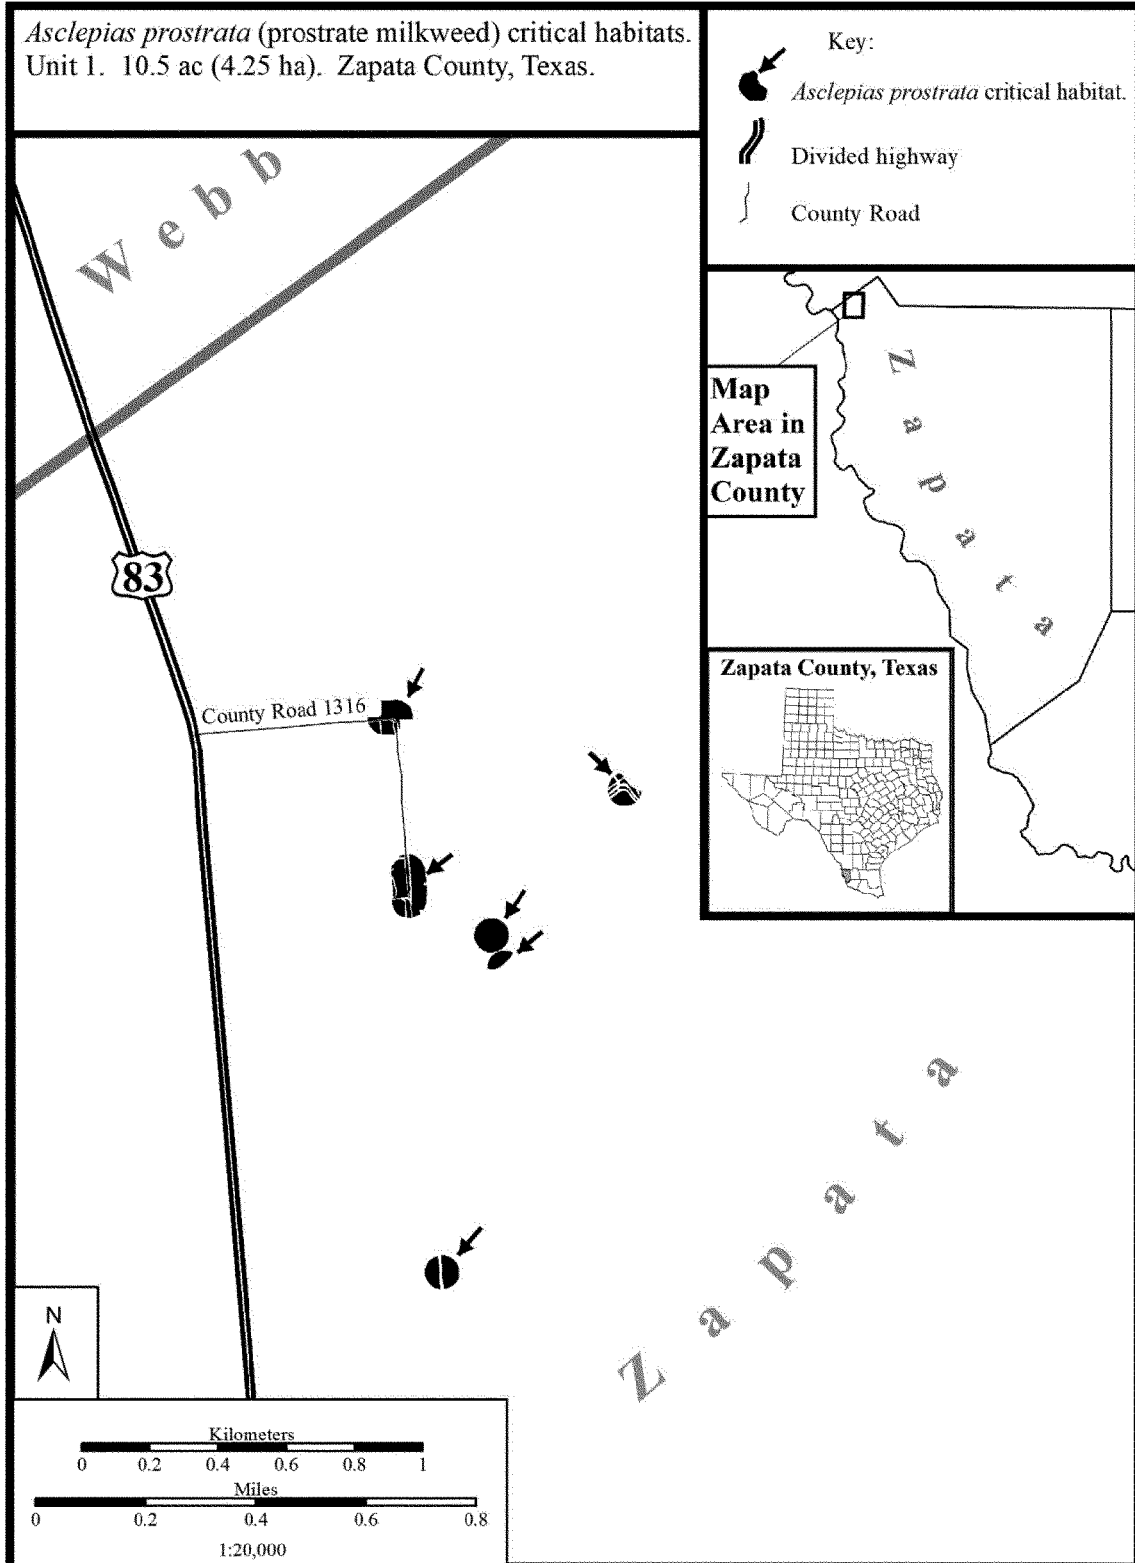 Asclepias prostrata (prostrate milkweed) critical habitats.
Unit 1.  10.5 ac (4.25 ha).  Zapata County, Texas.
Key:
Asclepias prostrata critical habitat.
Divided highway
County Road
Webb
Zapata
Map
Area in
Zapata
County
83
Zapata County, Texas
County Road 1316
Zapata
N
Kilometers
0 0.2 0.4 0.6 0.8 1
Miles
0 0.2 0.4 0.6 0.8
1:20,000